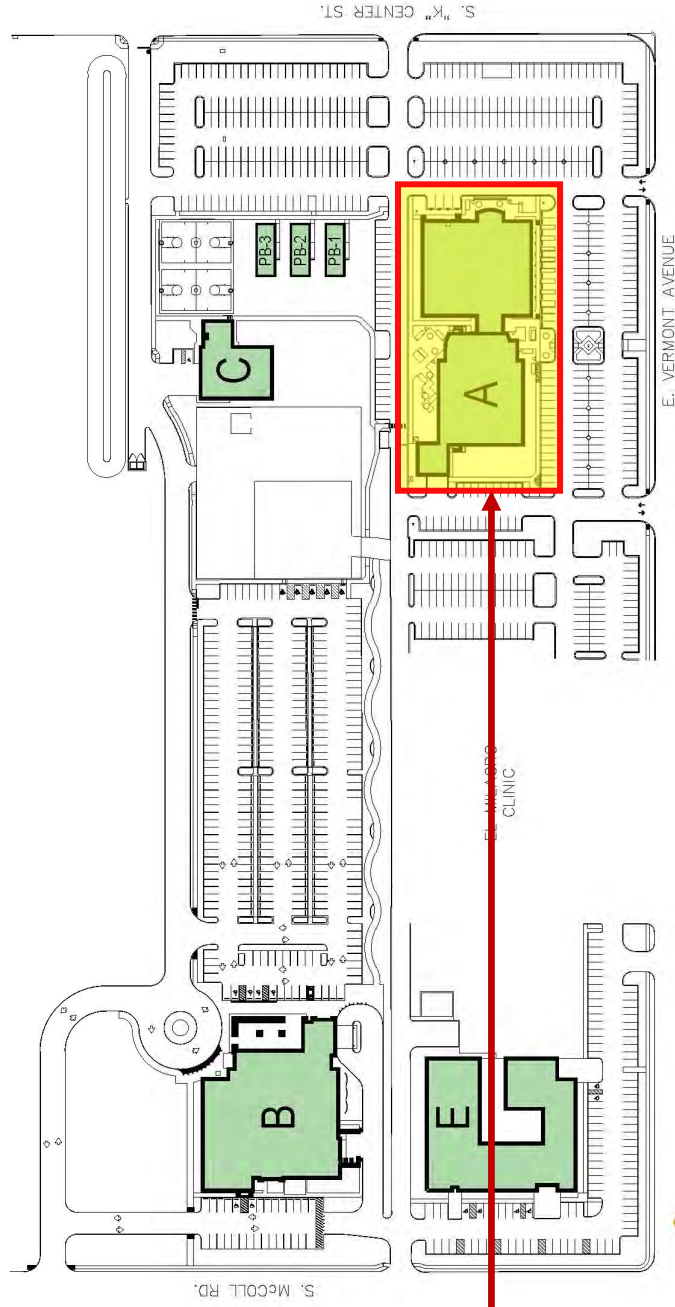 S. "K" CENTER ST.
PB-3
PB-2
PB-1
C
A
E. VERMONT AVENUE
EL MILAGRO
CLINIC
B
E
S. McCOLL RD.